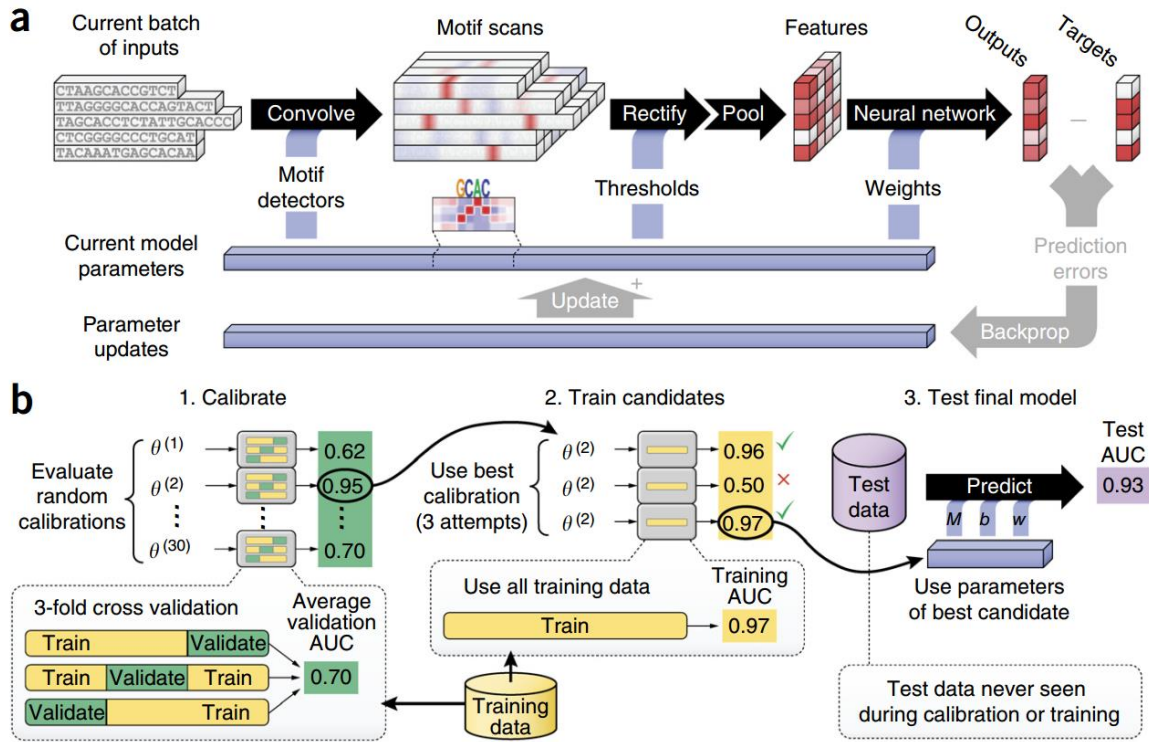 a
Current batch
of inputs
Motif scans
Features
Outputs
Targets
CTAAGCACCGTCT
TTAGGGGCACCAGTACT
TAGCACCTCTATTGCACCC
CTCGGGGCCCTGCAT
TACAAATGAGCACAA
Convolve
Rectify
Pool
Neural network
–
Motif
detectors
GCAC
Thresholds
Weights
Current model
parameters
Prediction
errors
Update
+
Parameter
updates
Backprop
b
1. Calibrate
2. Train candidates
3. Test final model
Evaluate
random
calibrations
θ(1)
0.62
θ(2)
0.95
θ(30)
0.70
Use best
calibration
(3 attempts)
θ(2)
0.96
✓
θ(2)
0.50
×
θ(2)
0.97
✓
Test
data
Predict
Test
AUC
0.93
M b w
Use parameters
of best candidate
3-fold cross validation
Average
validation
AUC
Train Validate
Train Validate Train
Validate Train
0.70
Use all training data
Training
AUC
Train
0.97
Training
data
Test data never seen
during calibration or training